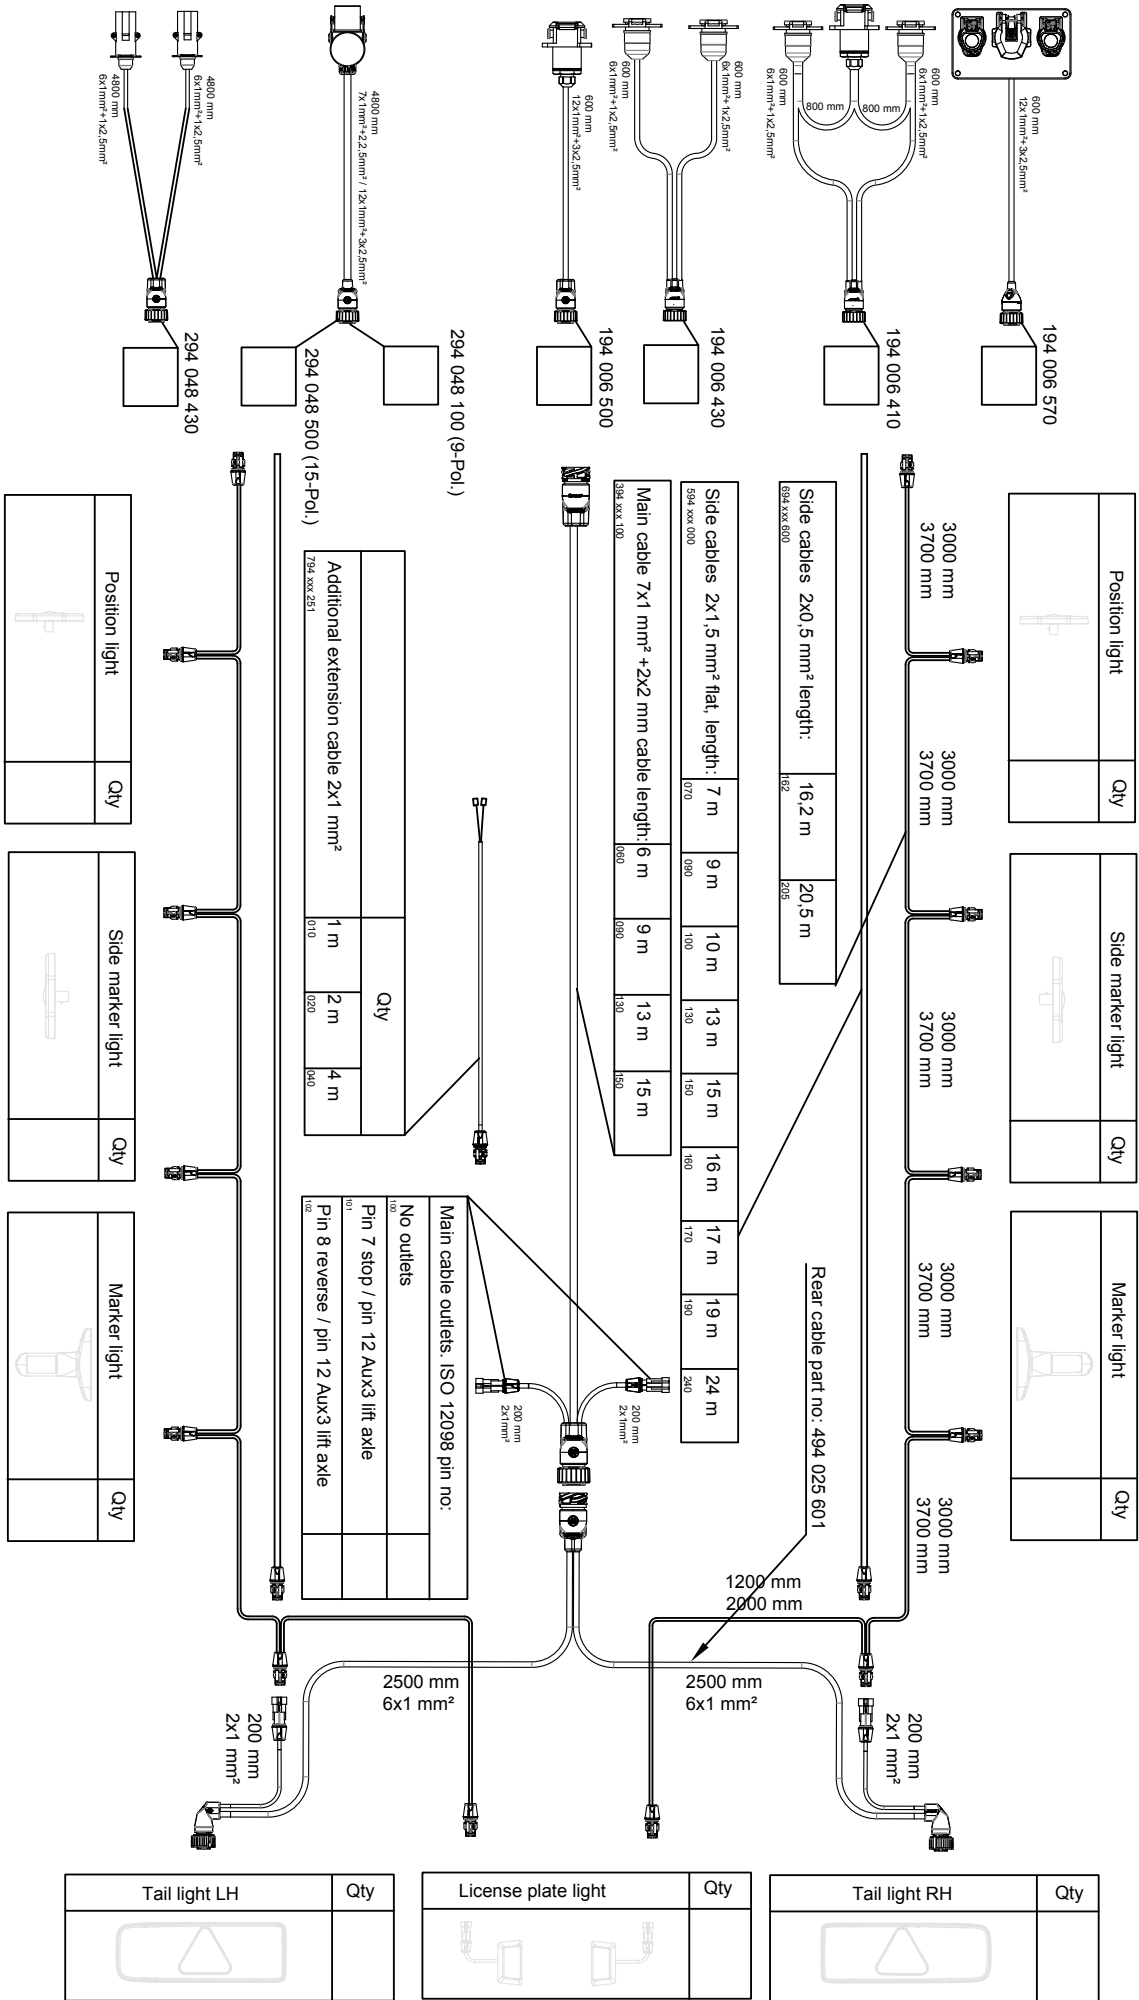 194 006 570
600 mm
12x1mm²+3x2,5mm²
194 006 410
600 mm
6x1mm²+1x2,5mm²
800 mm
800 mm
600 mm
6x1mm²+1x2,5mm²
194 006 430
600 mm
6x1mm²+1x2,5mm²
600 mm
6x1mm²+1x2,5mm²
194 006 500
600 mm
12x1mm²+3x2,5mm²
294 048 100 (9-Pol.)
294 048 500 (15-Pol.)
4800 mm
7x1mm²+2,2,5mm² / 12x1mm²+3x2,5mm²
294 048 430
4800 mm
6x1mm²+1x2,5mm²
4800 mm
6x1mm²+1x2,5mm²
Position light
Qty
Side marker light
Qty
Marker light
Qty
3000 mm
3700 mm
3000 mm
3700 mm
3000 mm
3700 mm
3000 mm
3700 mm
3000 mm
3700 mm
Side cables 2x0,5 mm² length:
694 xxx 600
16,2 m
162
20,5 m
205
Side cables 2x1,5 mm² flat, length:
594 xxx 000
7 m
070
9 m
090
10 m
100
13 m
130
15 m
150
16 m
160
17 m
170
19 m
190
24 m
240
Main cable 7x1 mm² +2x2 mm cable length:
394 xxx 100
6 m
060
9 m
090
13 m
130
15 m
150
Rear cable part no: 494 025 601
200 mm
2x1mm²
200 mm
2x1mm²
Main cable outlets. ISO 12098 pin no:
No outlets
100
Pin 7 stop / pin 12 Aux3 lift axle
101
Pin 8 reverse / pin 12 Aux3 lift axle
102
Qty
Additional extension cable 2x1 mm²
794 xxx 251
1 m
010
2 m
020
4 m
040
1200 mm
2000 mm
2500 mm
6x1 mm²
2500 mm
6x1 mm²
200 mm
2x1 mm²
200 mm
2x1 mm²
Position light
Qty
Side marker light
Qty
Marker light
Qty
Tail light LH
Qty
License plate light
Qty
Tail light RH
Qty